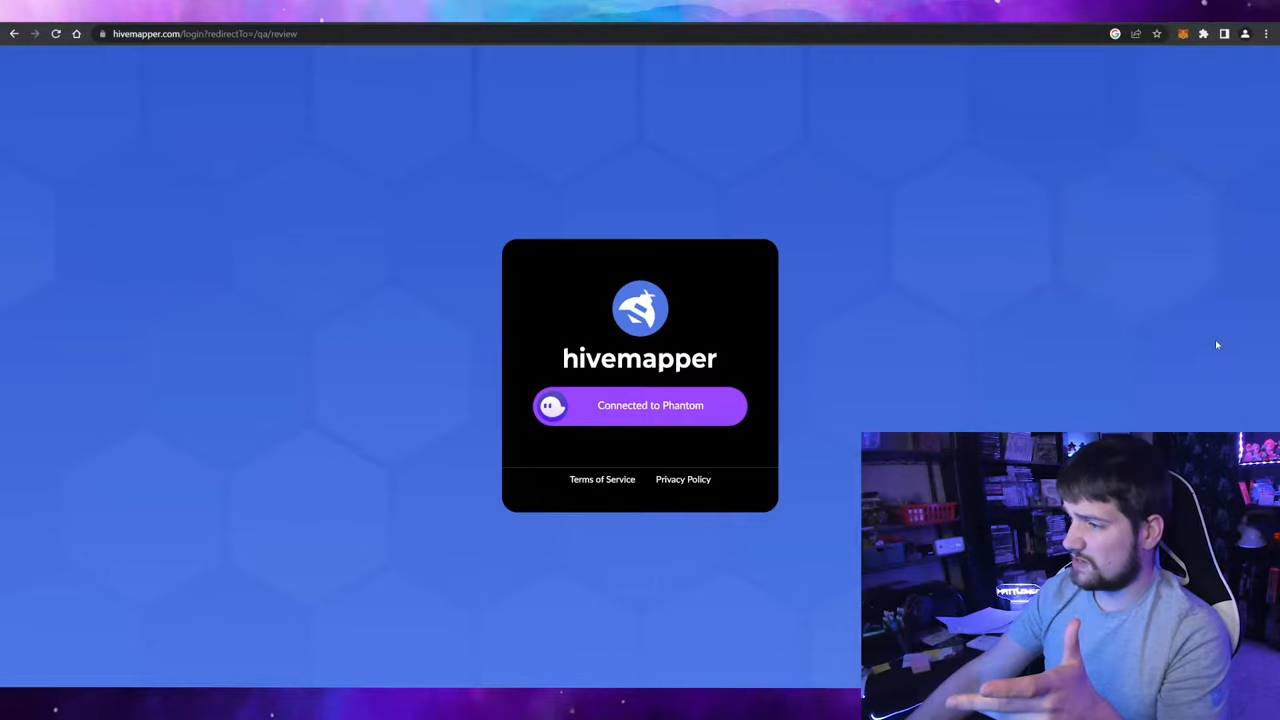 hivemapper.com/login?redirectTo=/qa/review
hivemapper
Connected to Phantom
Terms of Service Privacy Policy